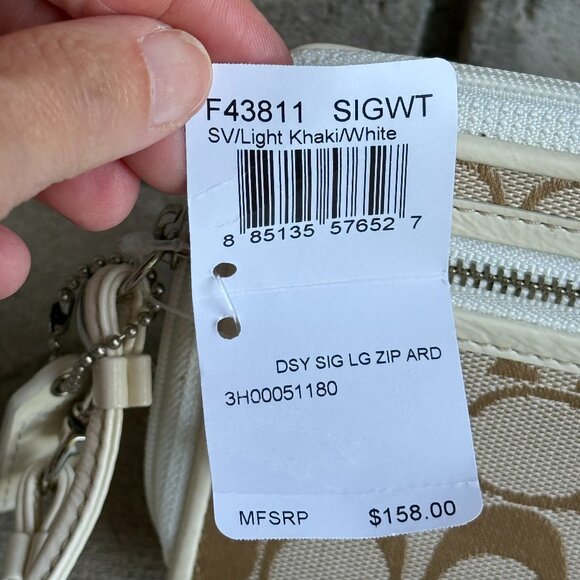 F43811 SIGWT
SV/Light Khaki/White
8 85135 57652 7
DSY SIG LG ZIP ARD
3H00051180
MFSRP $158.00